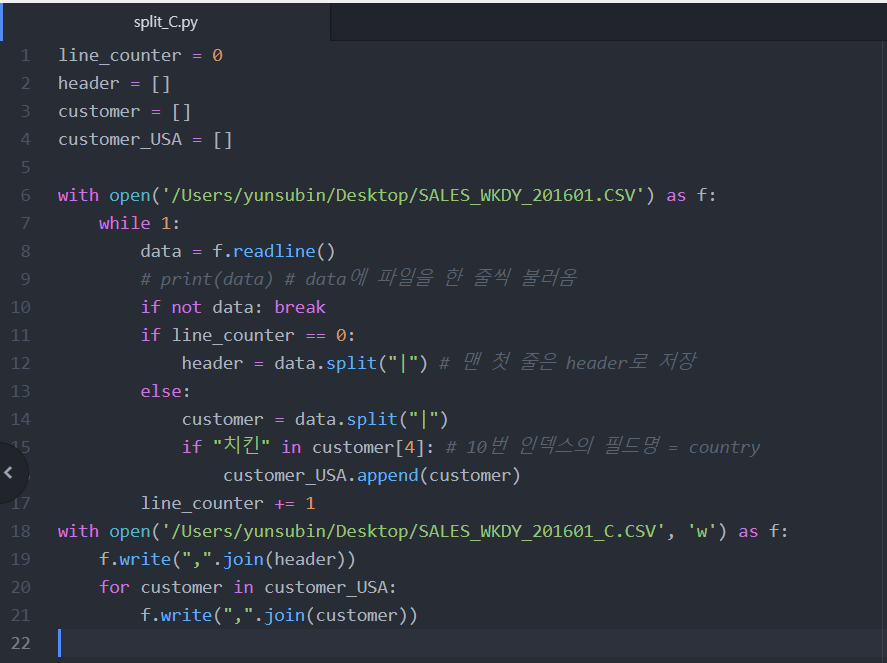 split_C.py
1 line_counter = 0
2 header = []
3 customer = []
4 customer_USA = []
5
6 with open('/Users/yunsubin/Desktop/SALES_WKDY_201601.CSV') as f:
7     while 1:
8         data = f.readline()
9         # print(data) # data에 파일을 한 줄씩 불러옴
10         if not data: break
11         if line_counter == 0:
12             header = data.split("|") # 맨 첫 줄은 header로 저장
13         else:
14             customer = data.split("|")
15             if "치킨" in customer[4]: # 10번 인덱스의 필드명 = country
                customer_USA.append(customer)
17         line_counter += 1
18 with open('/Users/yunsubin/Desktop/SALES_WKDY_201601_C.CSV', 'w') as f:
19     f.write(",".join(header))
20     for customer in customer_USA:
21         f.write(",".join(customer))
22